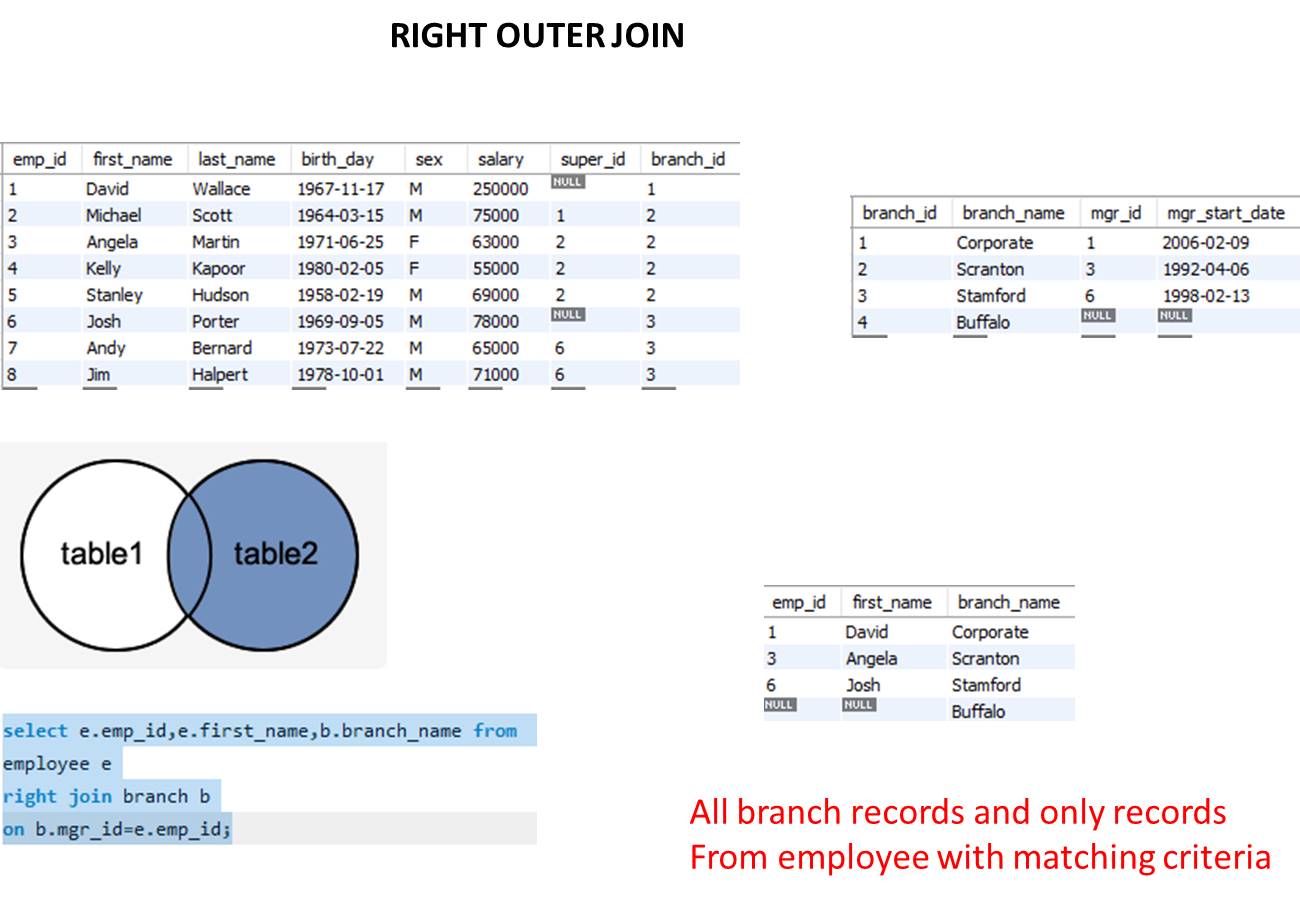 RIGHT OUTER JOIN
emp_id first_name last_name birth_day sex salary super_id branch_id
1 David Wallace 1967-11-17 M 250000 NULL 1
2 Michael Scott 1964-03-15 M 75000 1 2
3 Angela Martin 1971-06-25 F 63000 2 2
4 Kelly Kapoor 1980-02-05 F 55000 2 2
5 Stanley Hudson 1958-02-19 M 69000 2 2
6 Josh Porter 1969-09-05 M 78000 NULL 3
7 Andy Bernard 1973-07-22 M 65000 6 3
8 Jim Halpert 1978-10-01 M 71000 6 3
branch_id branch_name mgr_id mgr_start_date
1 Corporate 1 2006-02-09
2 Scranton 3 1992-04-06
3 Stamford 6 1998-02-13
4 Buffalo NULL NULL
table1 table2
select e.emp_id,e.first_name,b.branch_name from
employee e
right join branch b
on b.mgr_id=e.emp_id;
emp_id first_name branch_name
1 David Corporate
3 Angela Scranton
6 Josh Stamford
NULL NULL Buffalo
All branch records and only records
From employee with matching criteria